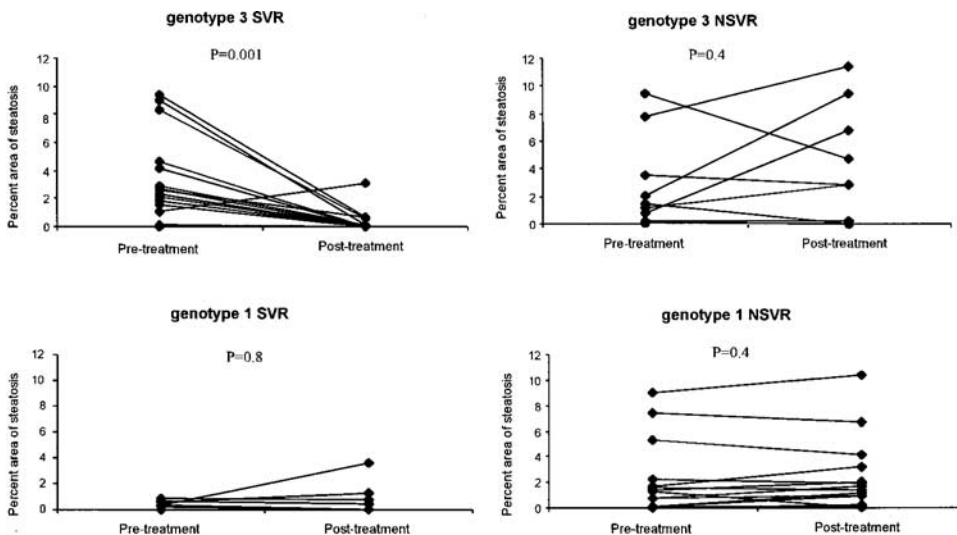 genotype 3 SVR
P=0.001
Percent area of steatosis
12
10
8
6
4
2
0
Pre-treatment
Post-treatment
genotype 3 NSVR
P=0.4
Percent area of steatosis
12
10
8
6
4
2
0
Pre-treatment
Post-treatment
genotype 1 SVR
P=0.8
Percent area of steatosis
12
10
8
6
4
2
0
Pre-treatment
Post-treatment
genotype 1 NSVR
P=0.4
Percent area of steatosis
12
10
8
6
4
2
0
Pre-treatment
Post-treatment